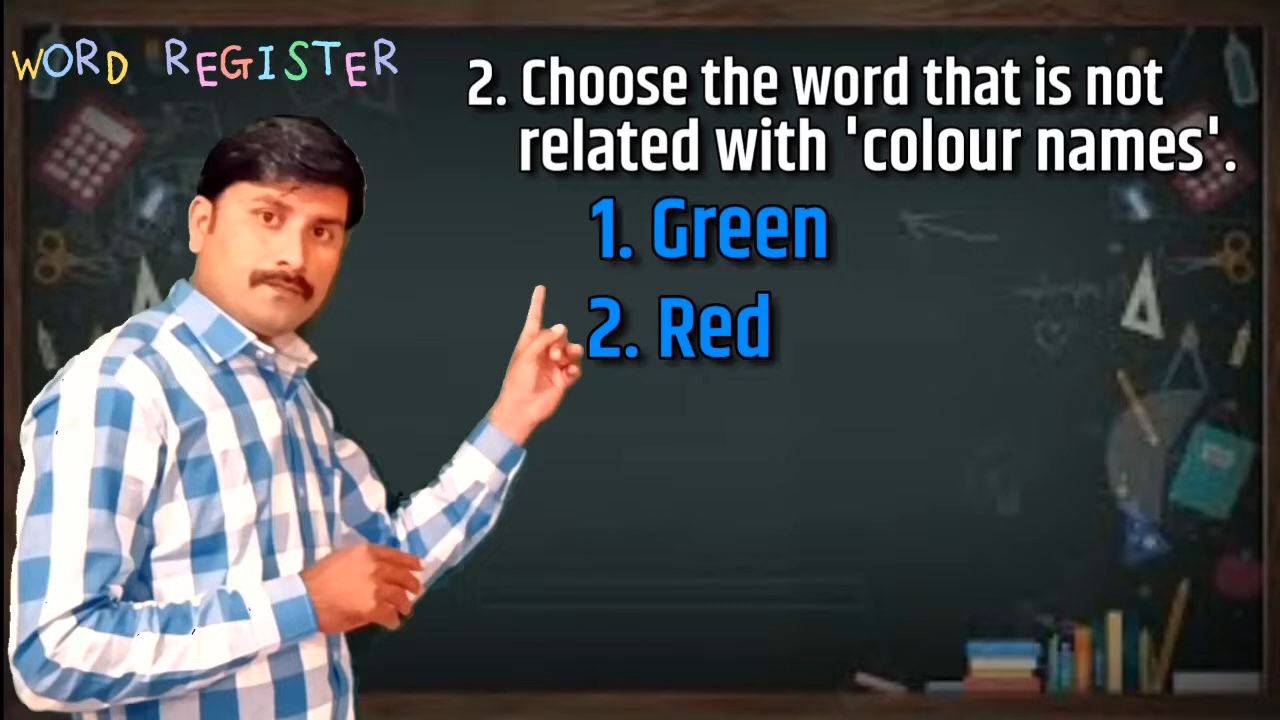 WORD REGISTER
2. Choose the word that is not
related with 'colour names'.
1. Green
2. Red